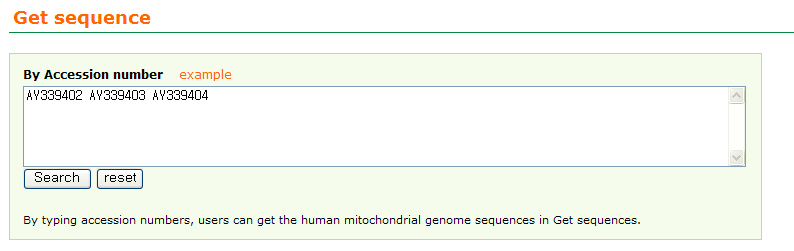 Get sequence
By Accession number example
AY339402 AY339403 AY339404
Search reset
By typing accession numbers, users can get the human mitochondrial genome sequences in Get sequences.